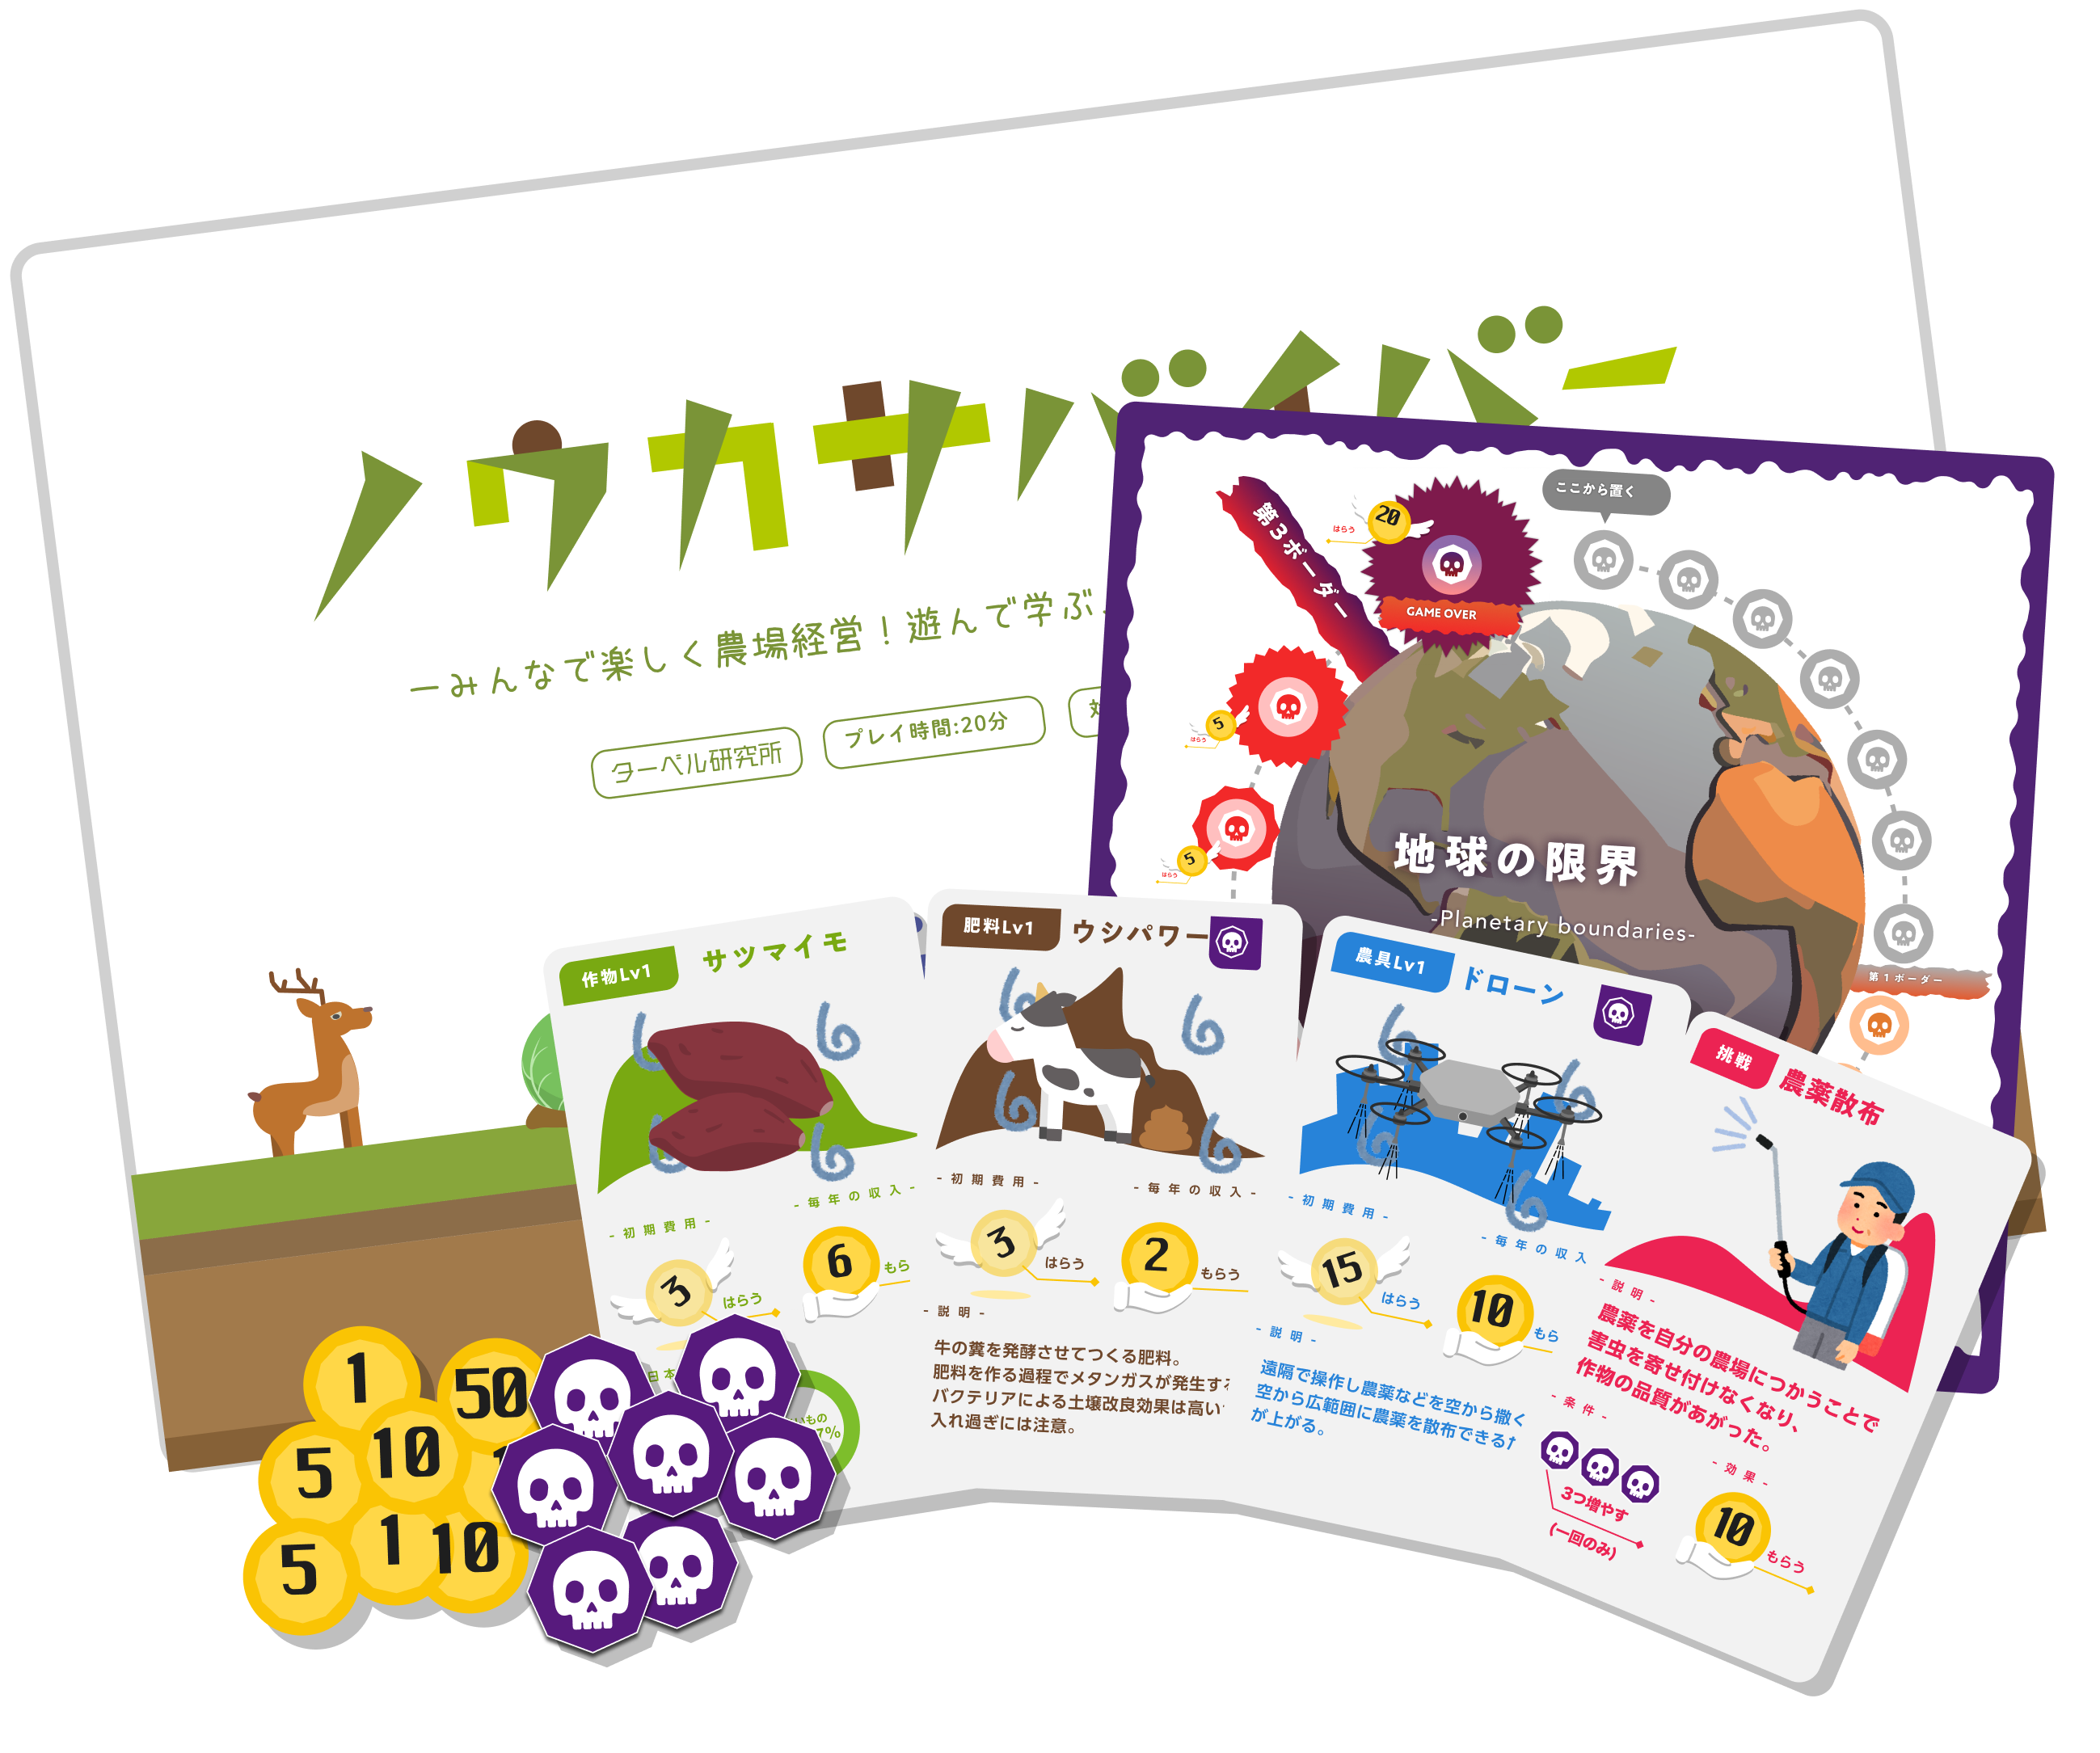 ノウカサバイバー
ーみんなで楽しく農場経営！遊んで学ぶ
ターベル研究所
プレイ時間:20分
ここから置く
第3ボーダー
はらう
20
GAME OVER
5
はらう
5
はらう
地球の限界
-Planetary boundaries-
第1ボーダー
作物Lv1
サツマイモ
- 初期費用 -
- 毎年の収入 -
3
はらう
6
もら
日本
いもの
7%
肥料Lv1
ウシパワー
- 初期費用 -
- 毎年の収入 -
3
はらう
2
もらう
- 説明 -
牛の糞を発酵させてつくる肥料。
肥料を作る過程でメタンガスが発生す
バクテリアによる土壌改良効果は高い
入れ過ぎには注意。
農具Lv1
ドローン
- 初期費用 -
- 毎年の収入
15
はらう
10
もら
- 説明 -
遠隔で操作し農薬などを空から撒く
空から広範囲に農薬を散布できる
が上がる。
挑戦
農薬散布
- 説明 -
農薬を自分の農場につかうことで
害虫を寄せ付けなくなり、
作物の品質があがった。
- 条件 -
3つ増やす
(一回のみ)
- 効果 -
10
もらう
1
50
5
10
1
5
1
10